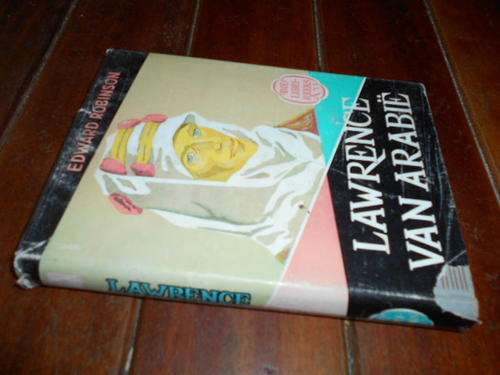 EDWARD ROBINSON
LAWRENCE
VAN ARABIË
LAWRENCE